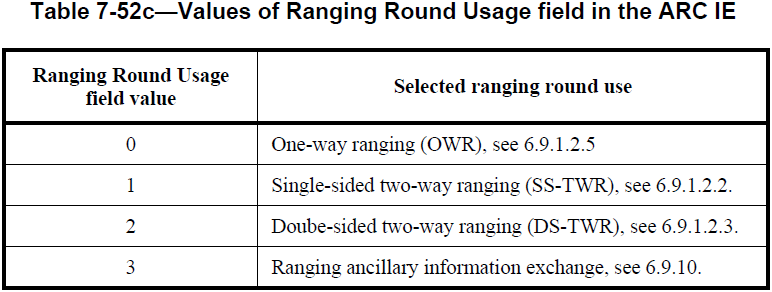 Table 7-52c—Values of Ranging Round Usage field in the ARC IE
Ranging Round Usage
field value
Selected ranging round use
0
One-way ranging (OWR), see 6.9.1.2.5
1
Single-sided two-way ranging (SS-TWR), see 6.9.1.2.2.
2
Doube-sided two-way ranging (DS-TWR), see 6.9.1.2.3.
3
Ranging ancillary information exchange, see 6.9.10.